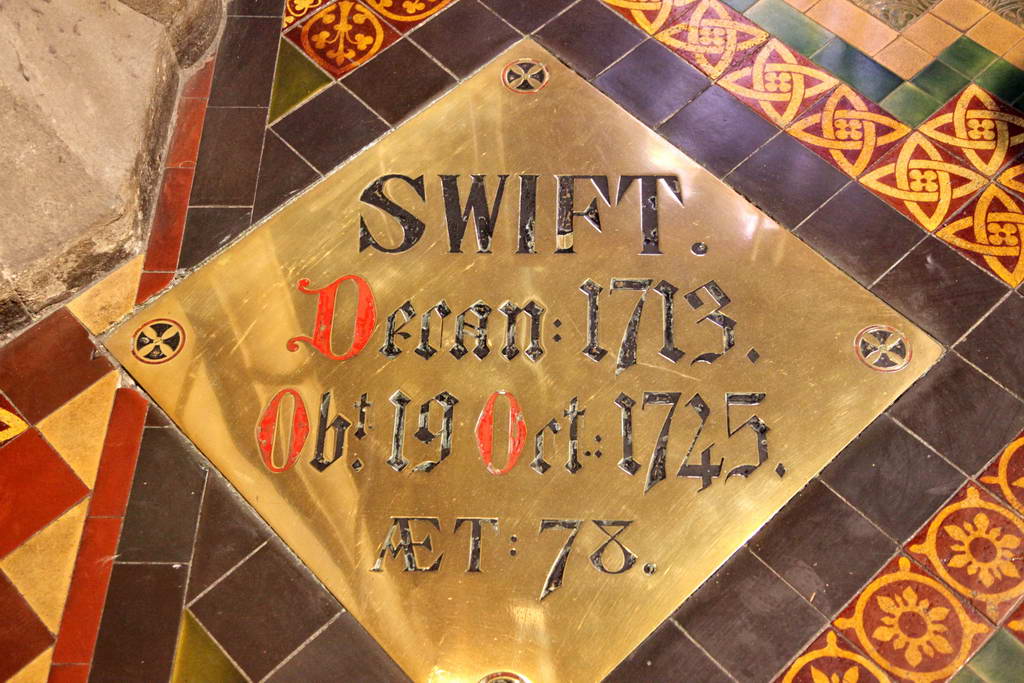 SWIFT.
Decan: 1713.
Obt. 19 Oct:: 1745.
ÆT: 78.